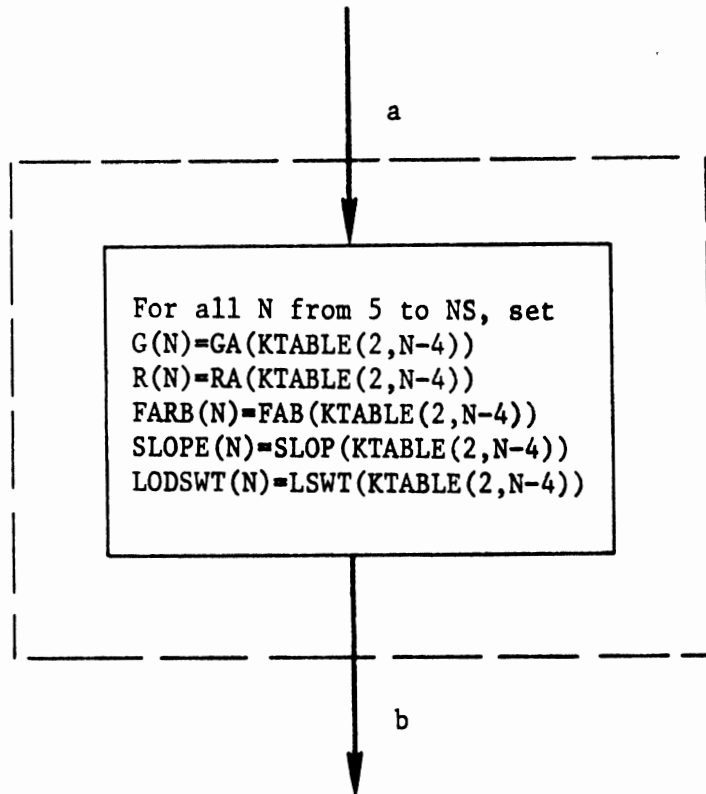 a
For all N from 5 to NS, set
G(N)=GA(KTABLE(2,N-4))
R(N)=RA(KTABLE(2,N-4))
FARB(N)=FAB(KTABLE(2,N-4))
SLOPE(N)=SLOP(KTABLE(2,N-4))
LODSWT(N)=LSWT(KTABLE(2,N-4))
b